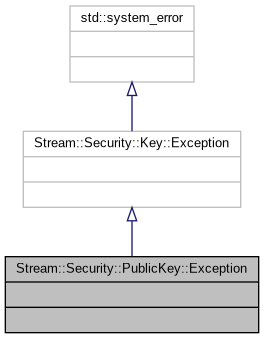 std::system_error
Stream::Security::Key::Exception
Stream::Security::PublicKey::Exception